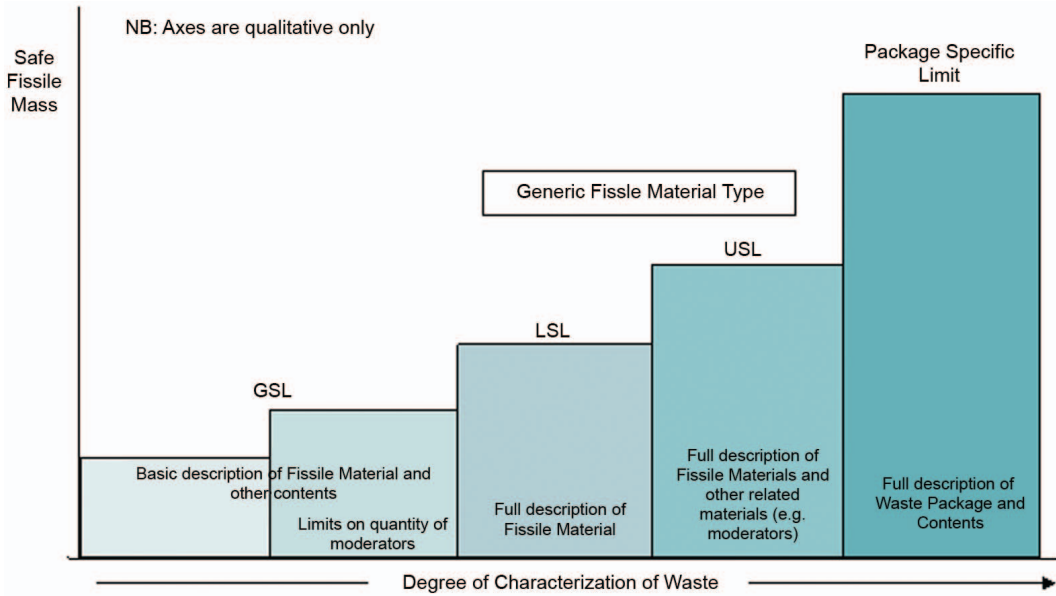 NB: Axes are qualitative only
Safe
Fissile
Mass
Package Specific
Limit
Generic Fissle Material Type
USL
LSL
GSL
Basic description of Fissile Material and
other contents
Limits on quantity of
moderators
Full description of
Fissile Material
Full description of
Fissile Materials and
other related
materials (e.g.
moderators)
Full description of
Waste Package and
Contents
Degree of Characterization of Waste